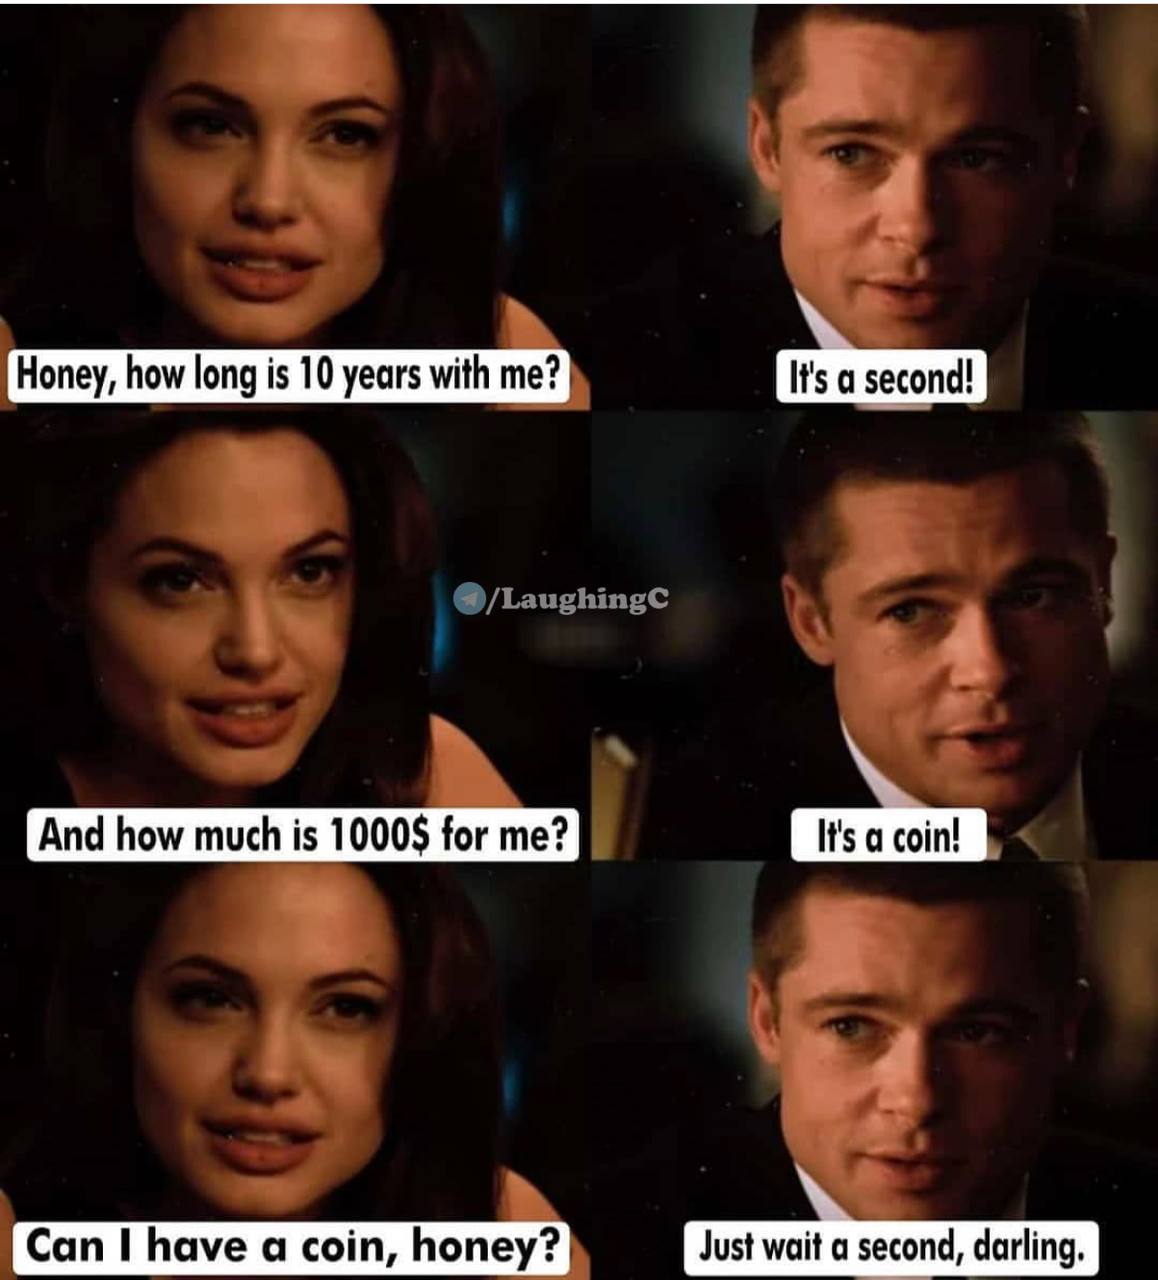 Honey, how long is 10 years with me?
It's a second!
/LaughingC
And how much is 1000$ for me?
It's a coin!
Can I have a coin, honey?
Just wait a second, darling.